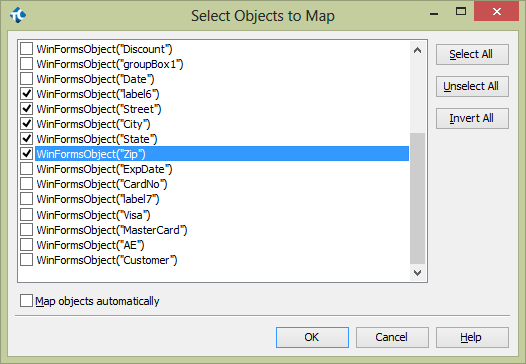 Select Objects to Map
WinFormsObject("Discount")
WinFormsObject("groupBox1")
WinFormsObject("Date")
WinFormsObject("label6")
WinFormsObject("Street")
WinFormsObject("City")
WinFormsObject("State")
WinFormsObject("Zip")
WinFormsObject("ExpDate")
WinFormsObject("CardNo")
WinFormsObject("label7")
WinFormsObject("Visa")
WinFormsObject("MasterCard")
WinFormsObject("AE")
WinFormsObject("Customer")
Select All
Unselect All
Invert All
Map objects automatically
OK
Cancel
Help